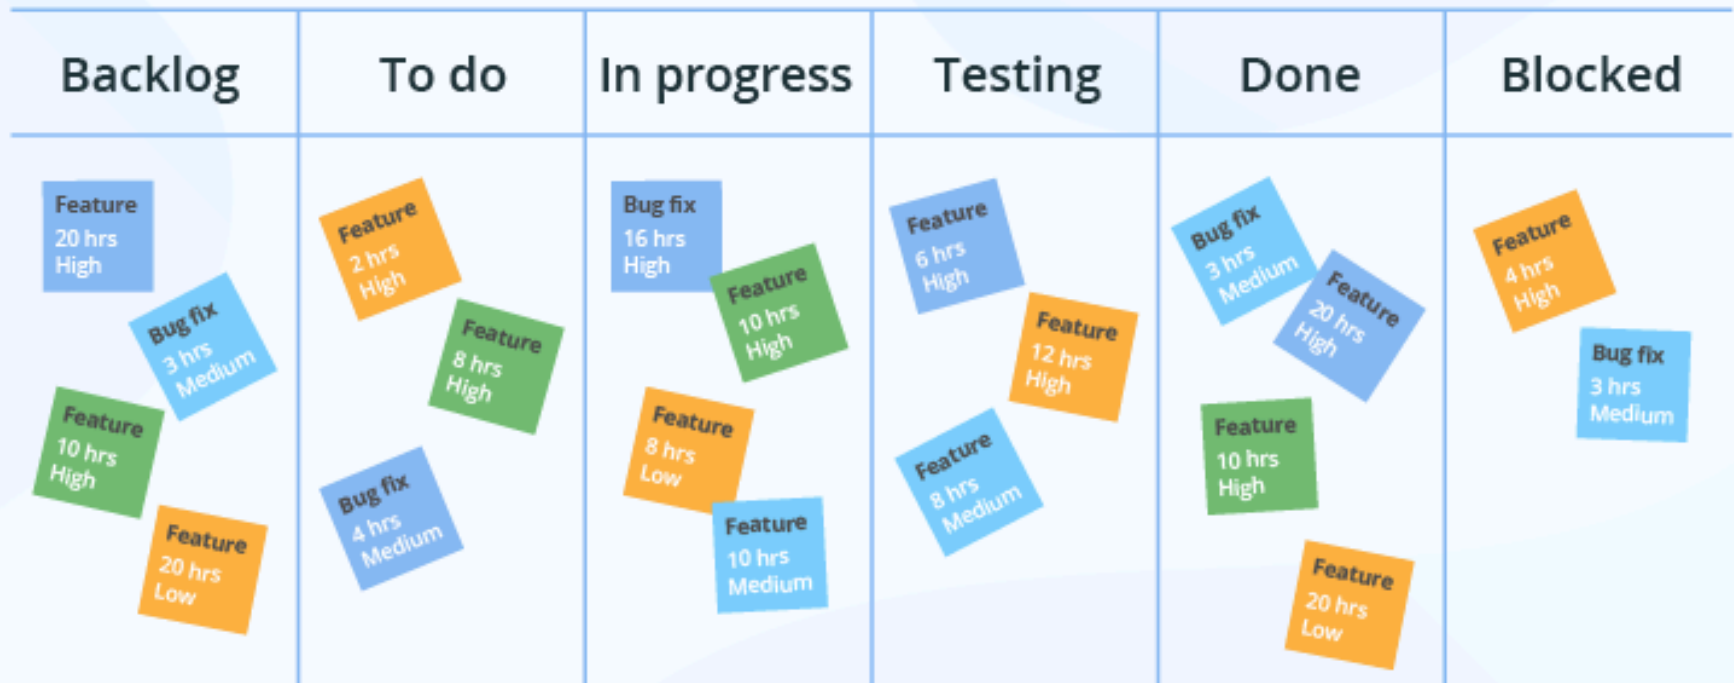 Backlog
To do
In progress
Testing
Done
Blocked
Feature
20 hrs
High
Bug fix
3 hrs
Medium
Feature
10 hrs
High
Feature
20 hrs
Low
Feature
2 hrs
High
Feature
8 hrs
High
Bug fix
4 hrs
Medium
Bug fix
16 hrs
High
Feature
10 hrs
High
Feature
8 hrs
Low
Feature
10 hrs
Medium
Feature
6 hrs
High
Feature
12 hrs
High
Feature
8 hrs
Medium
Bug fix
3 hrs
Medium
Feature
20 hrs
High
Feature
10 hrs
High
Feature
20 hrs
Low
Feature
4 hrs
High
Bug fix
3 hrs
Medium